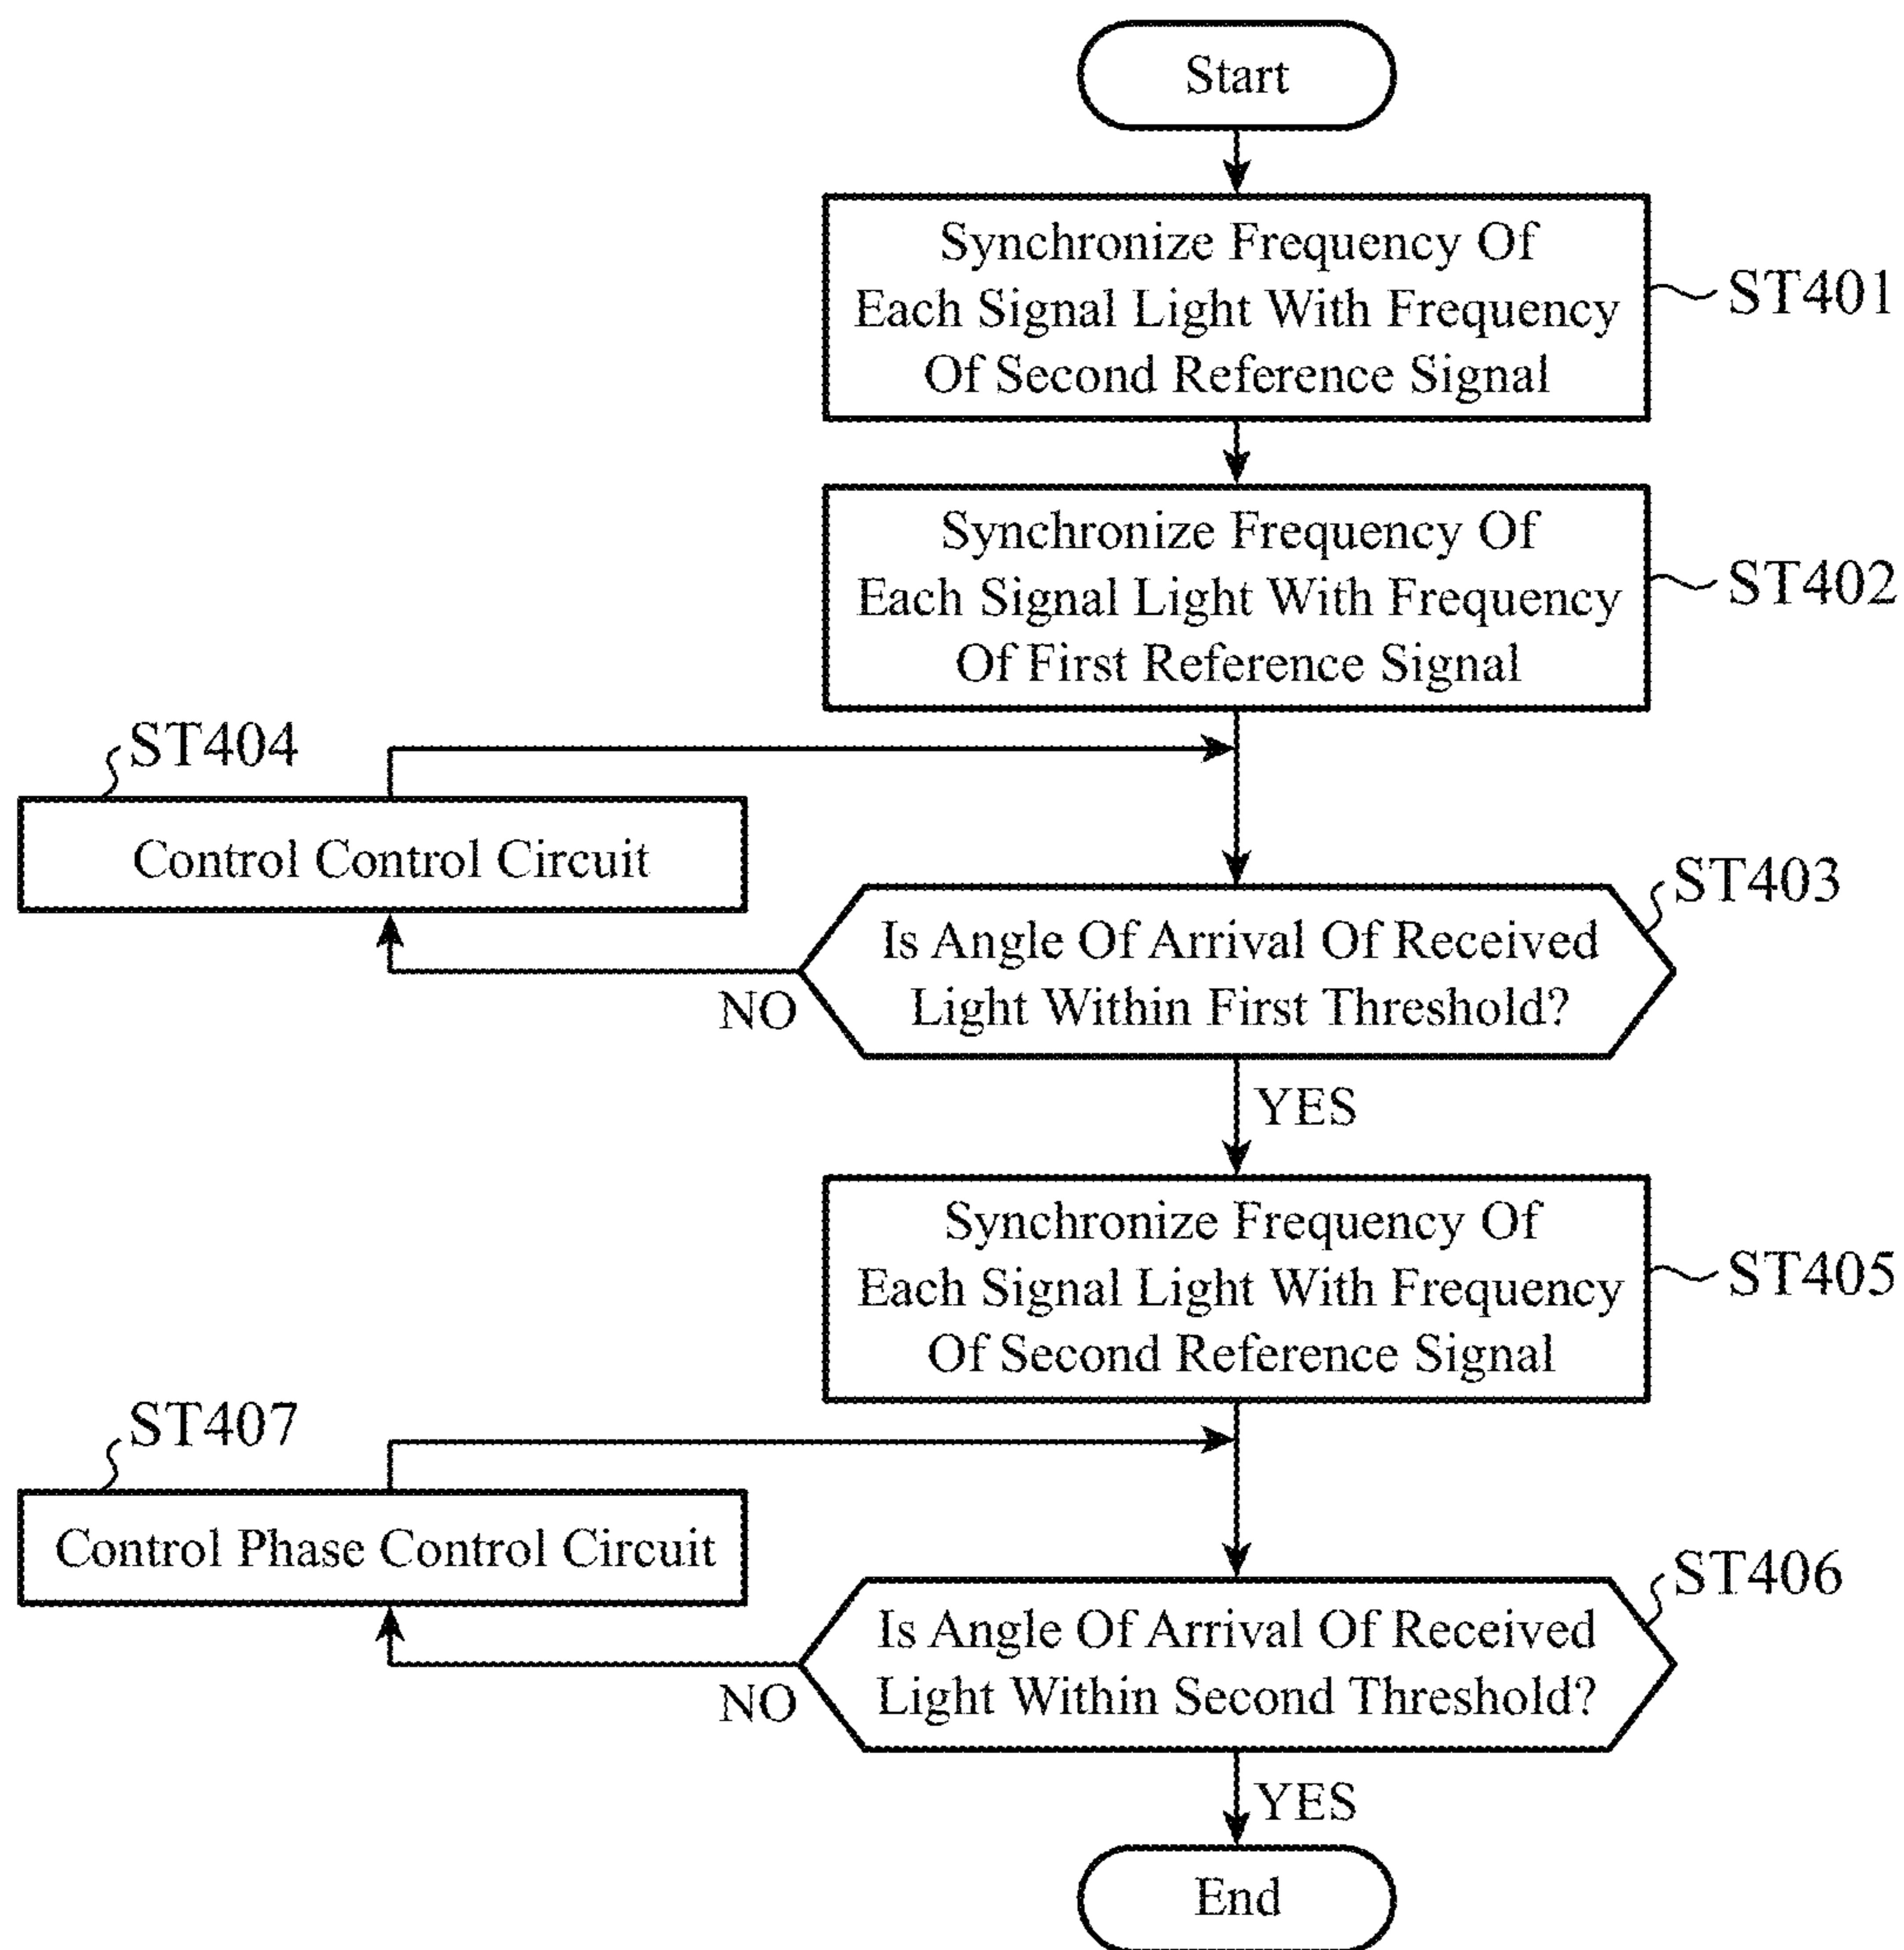 Start
Synchronize Frequency Of
Each Signal Light With Frequency
Of Second Reference Signal
ST401
Synchronize Frequency Of
Each Signal Light With Frequency
Of First Reference Signal
ST402
ST404
Control Control Circuit
ST403
Is Angle Of Arrival Of Received
Light Within First Threshold?
NO
YES
Synchronize Frequency Of
Each Signal Light With Frequency
Of Second Reference Signal
ST405
ST407
Control Phase Control Circuit
ST406
Is Angle Of Arrival Of Received
Light Within Second Threshold?
NO
YES
End